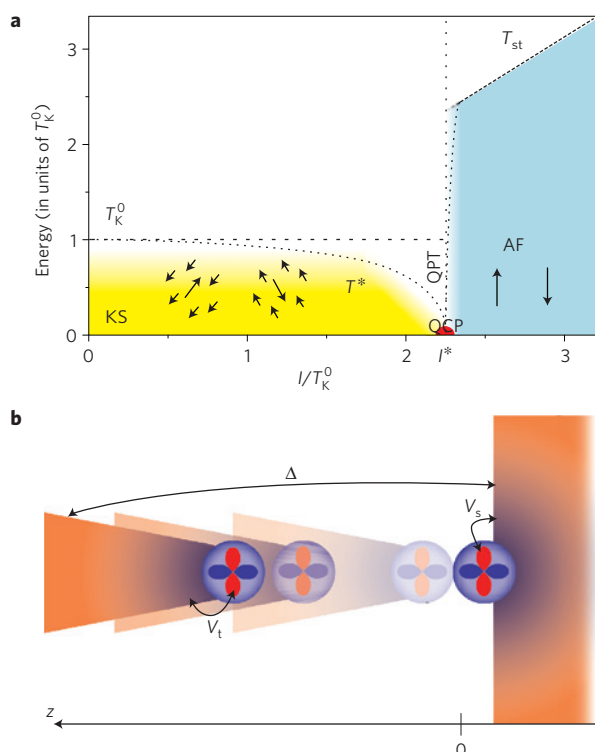 a
Energy (in units of T_K^0)
3
2
1
0
T_st
T_K^0
AF
QPT
T*
KS
QCP
0
1
2
I*
3
I/T_K^0
b
Δ
V_s
V_t
z
0